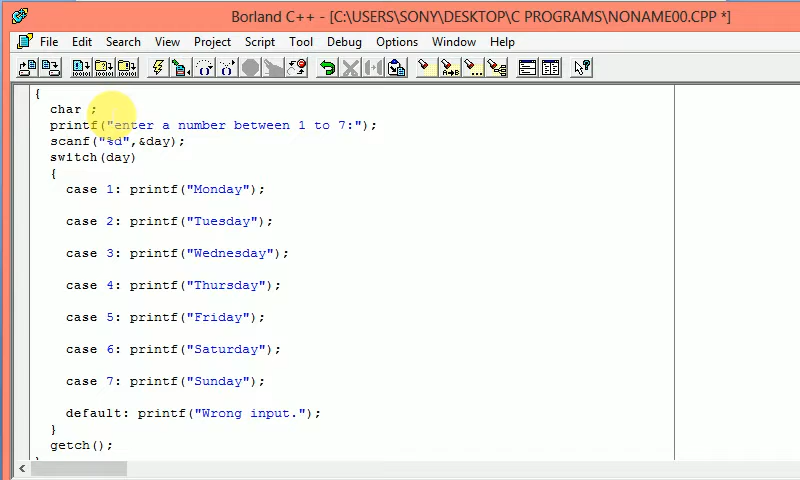 Borland C++ - [C:\USERS\SONY\DESKTOP\C PROGRAMS\NONAME00.CPP *]
File Edit Search View Project Script Tool Debug Options Window Help
{
char ;
printf("enter a number between 1 to 7:");
scanf("%d",&day);
switch(day)
{
case 1: printf("Monday");
case 2: printf("Tuesday");
case 3: printf("Wednesday");
case 4: printf("Thursday");
case 5: printf("Friday");
case 6: printf("Saturday");
case 7: printf("Sunday");
default: printf("Wrong input.");
}
getch();